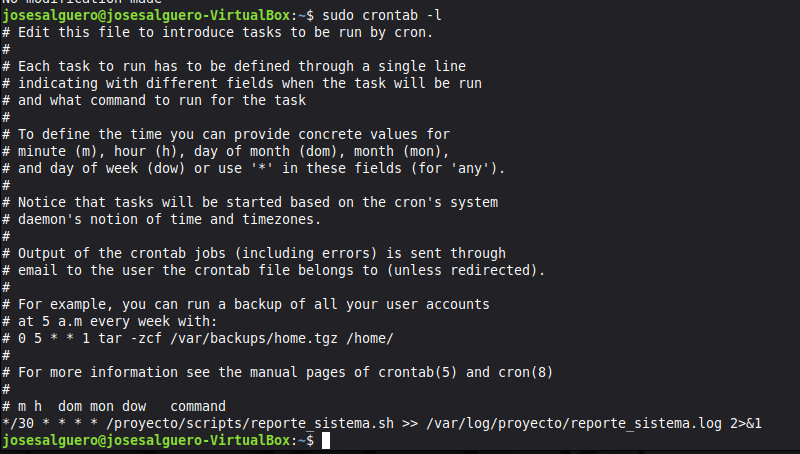 No modification made
josesalguero@josesalguero-VirtualBox:~$ sudo crontab -l
# Edit this file to introduce tasks to be run by cron.
#
# Each task to run has to be defined through a single line
# indicating with different fields when the task will be run
# and what command to run for the task
#
# To define the time you can provide concrete values for
# minute (m), hour (h), day of month (dom), month (mon),
# and day of week (dow) or use '*' in these fields (for 'any').
#
# Notice that tasks will be started based on the cron's system
# daemon's notion of time and timezones.
#
# Output of the crontab jobs (including errors) is sent through
# email to the user the crontab file belongs to (unless redirected).
#
# For example, you can run a backup of all your user accounts
# at 5 a.m every week with:
# 0 5 * * 1 tar -zcf /var/backups/home.tgz /home/
#
# For more information see the manual pages of crontab(5) and cron(8)
#
# m h  dom mon dow   command
*/30 * * * * /proyecto/scripts/reporte_sistema.sh >> /var/log/proyecto/reporte_sistema.log 2>&1
josesalguero@josesalguero-VirtualBox:~$